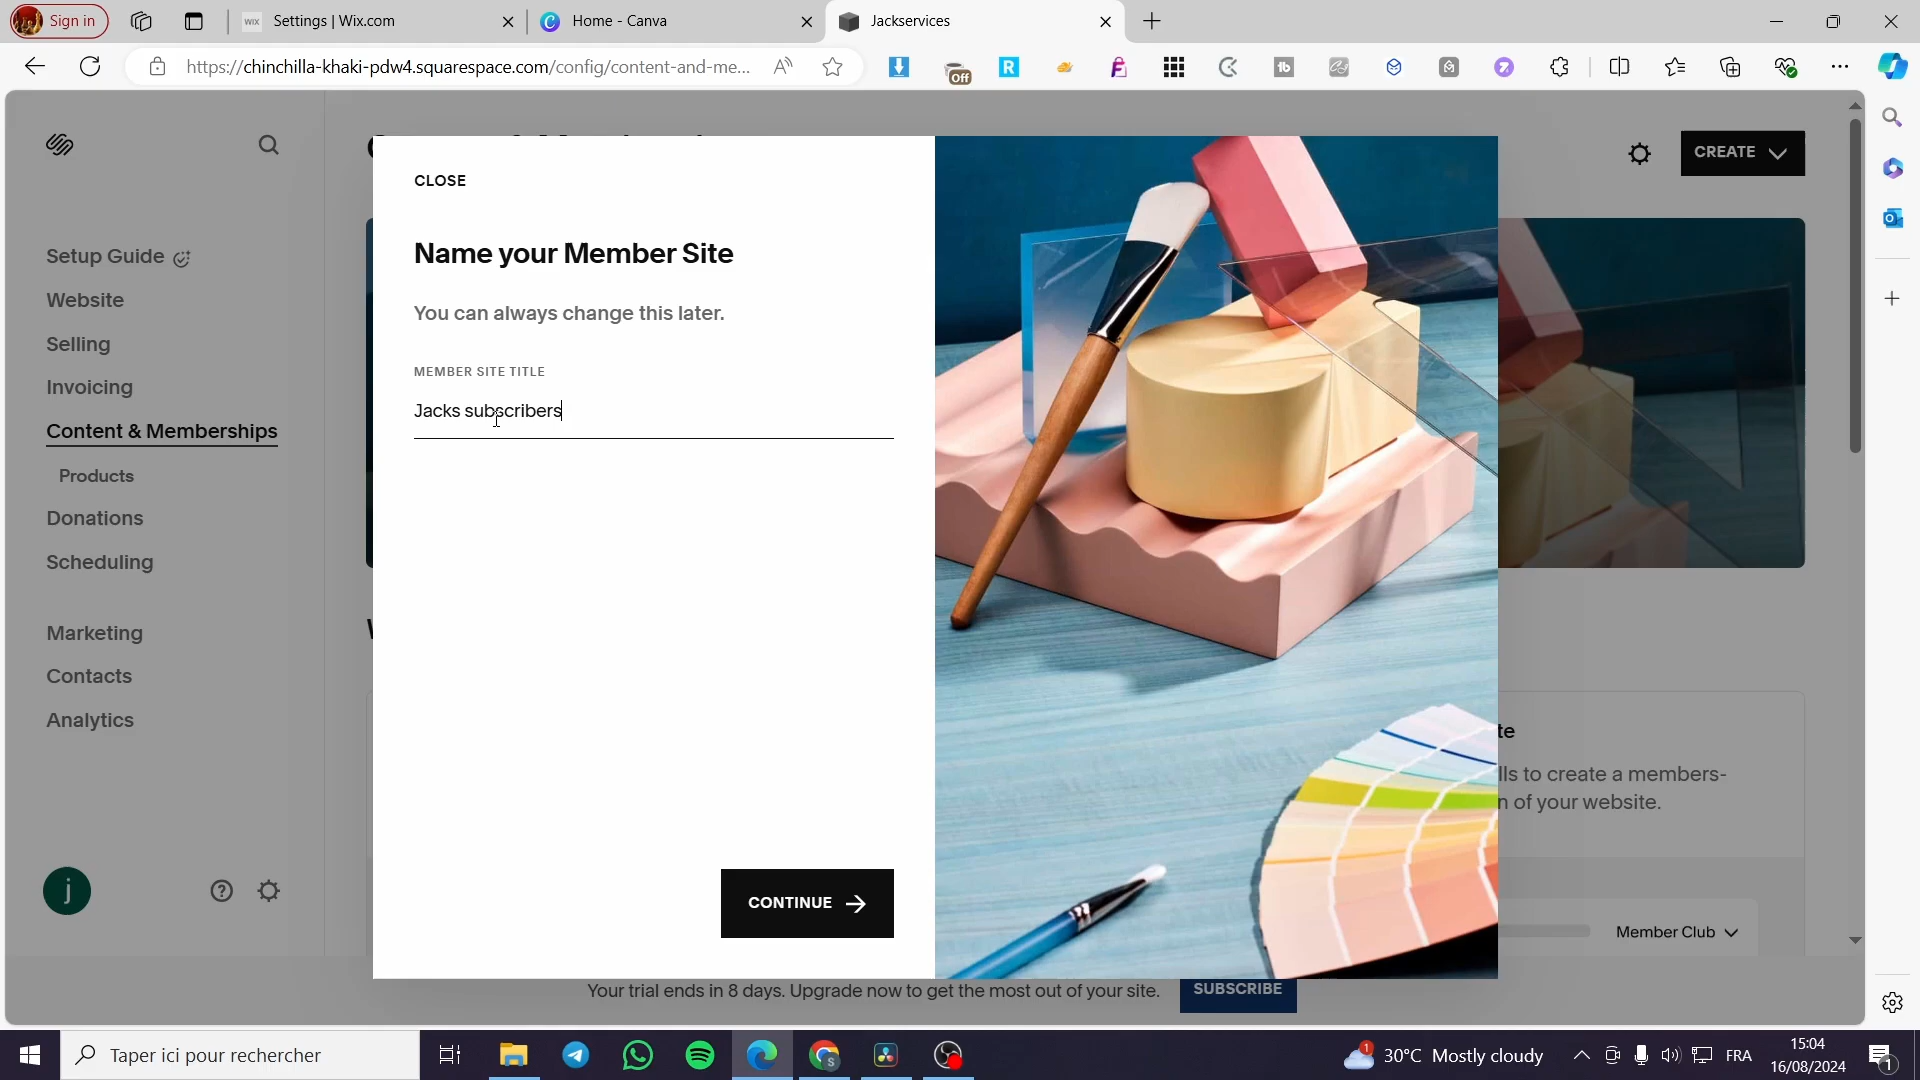 Sign in
WIX
Settings | Wix.com
Home - Canva
Jackservices
https://chinchilla-khaki-pdw4.squarespace.com/config/content-and-me...
Off
CREATE
CLOSE
Name your Member Site
You can always change this later.
MEMBER SITE TITLE
Jacks subscribers
CONTINUE
Setup Guide
Website
Selling
Invoicing
Content & Memberships
Products
Donations
Scheduling
Marketing
Contacts
Analytics
j
te
lls to create a members-
n of your website.
Member Club
Your trial ends in 8 days. Upgrade now to get the most out of your site.
SUBSCRIBE
Taper ici pour rechercher
30°C Mostly cloudy
FRA
15:04
16/08/2024
1
1